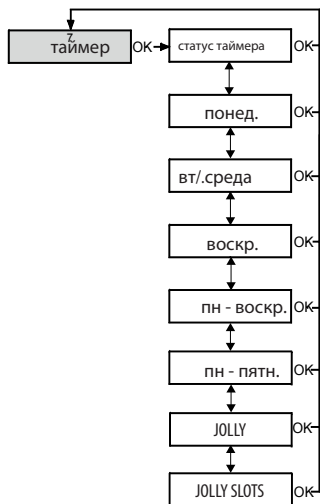 z
таймер OK статус таймера OK
понед. OK
вт/.среда OK
воскр. OK
пн - воскр. OK
пн - пятн. OK
JOLLY OK
JOLLY SLOTS OK